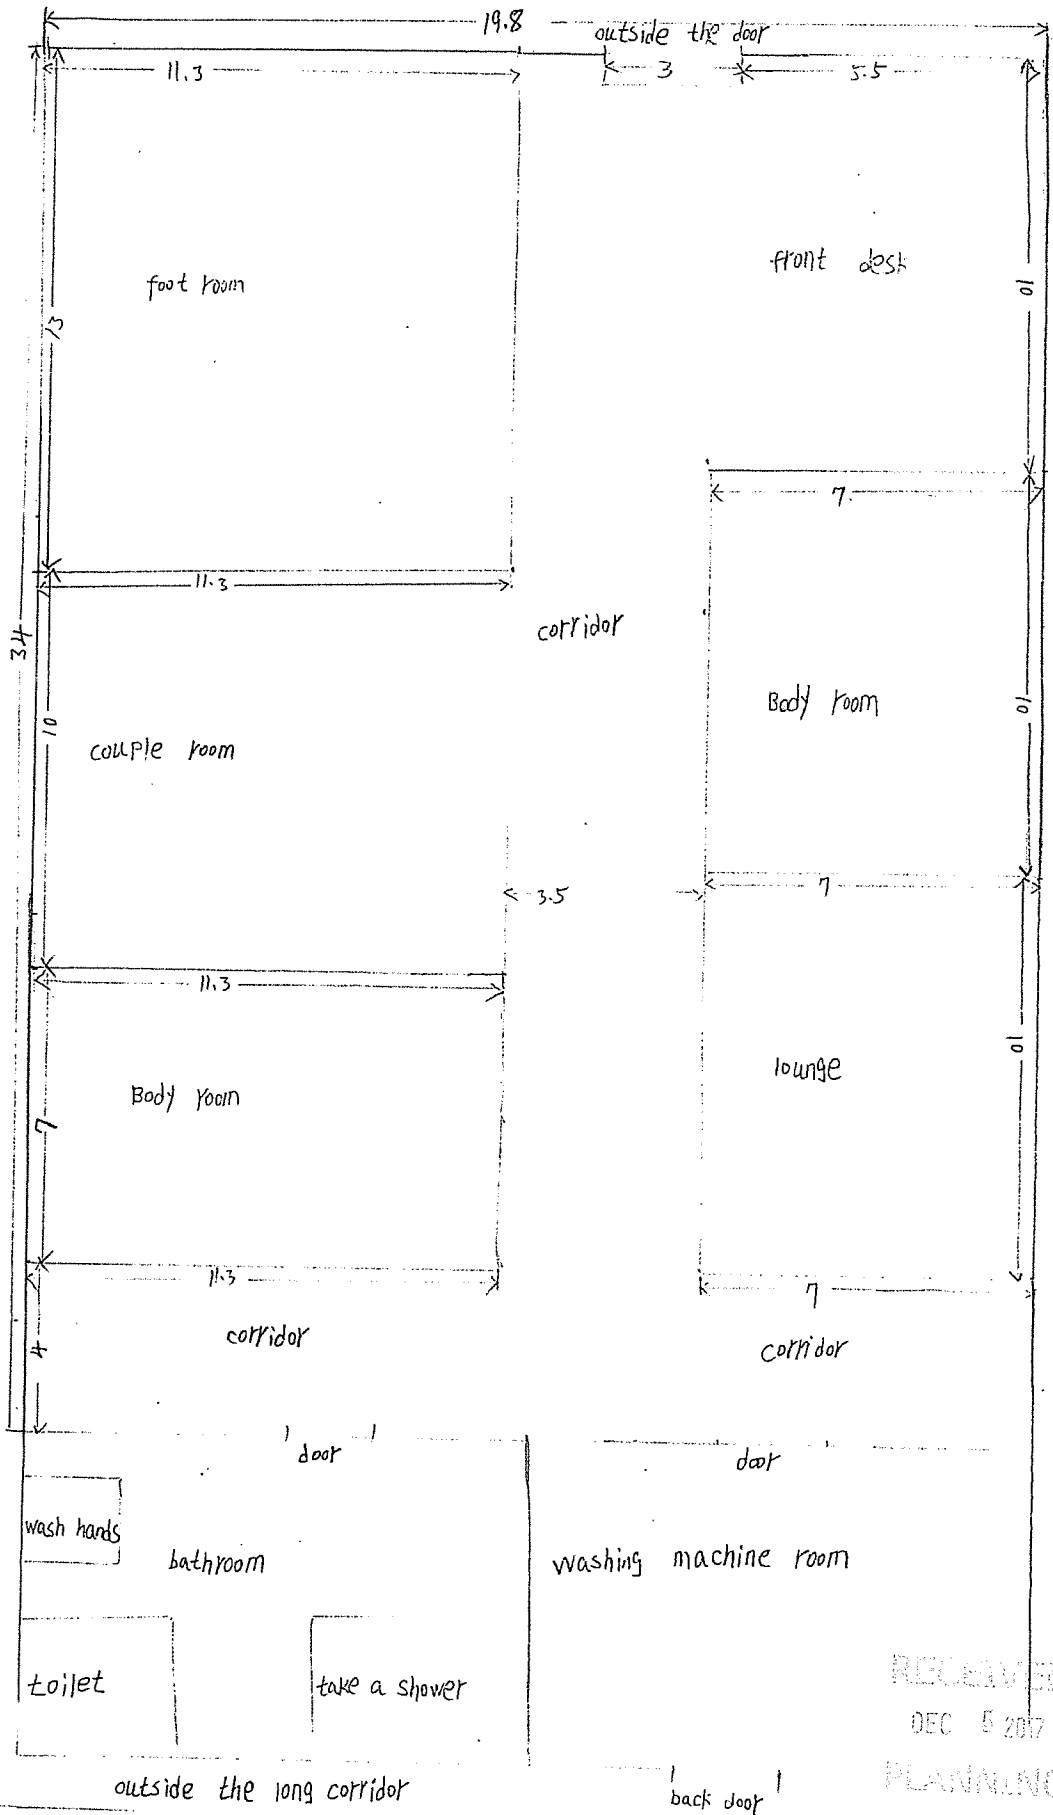 19.8
outside the door
11.3
3
5.5
foot room
front desk
13
10
7
11.3
corridor
34
10
couple room
Body room
10
3.5
7
11.3
Body room
lounge
7
10
11.3
7
4
corridor
corridor
door
door
wash hands
bathroom
washing machine room
toilet
take a shower
RECEIVED
DEC 5 2017
PLANNING
outside the long corridor
back door